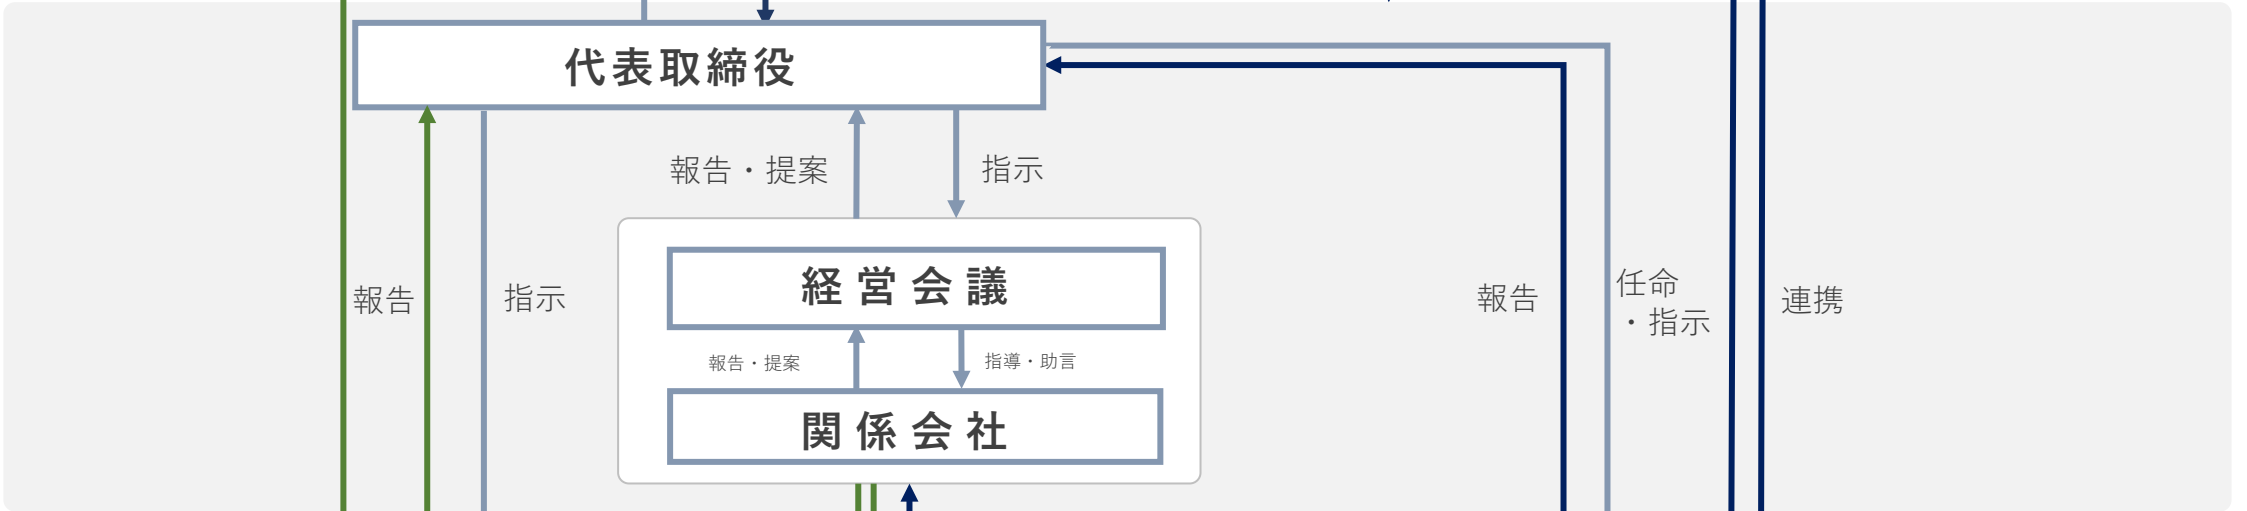 代表取締役
報告・提案
指示
経営会議
報告
指示
報告
任命
・指示
連携
報告・提案
指導・助言
関係会社